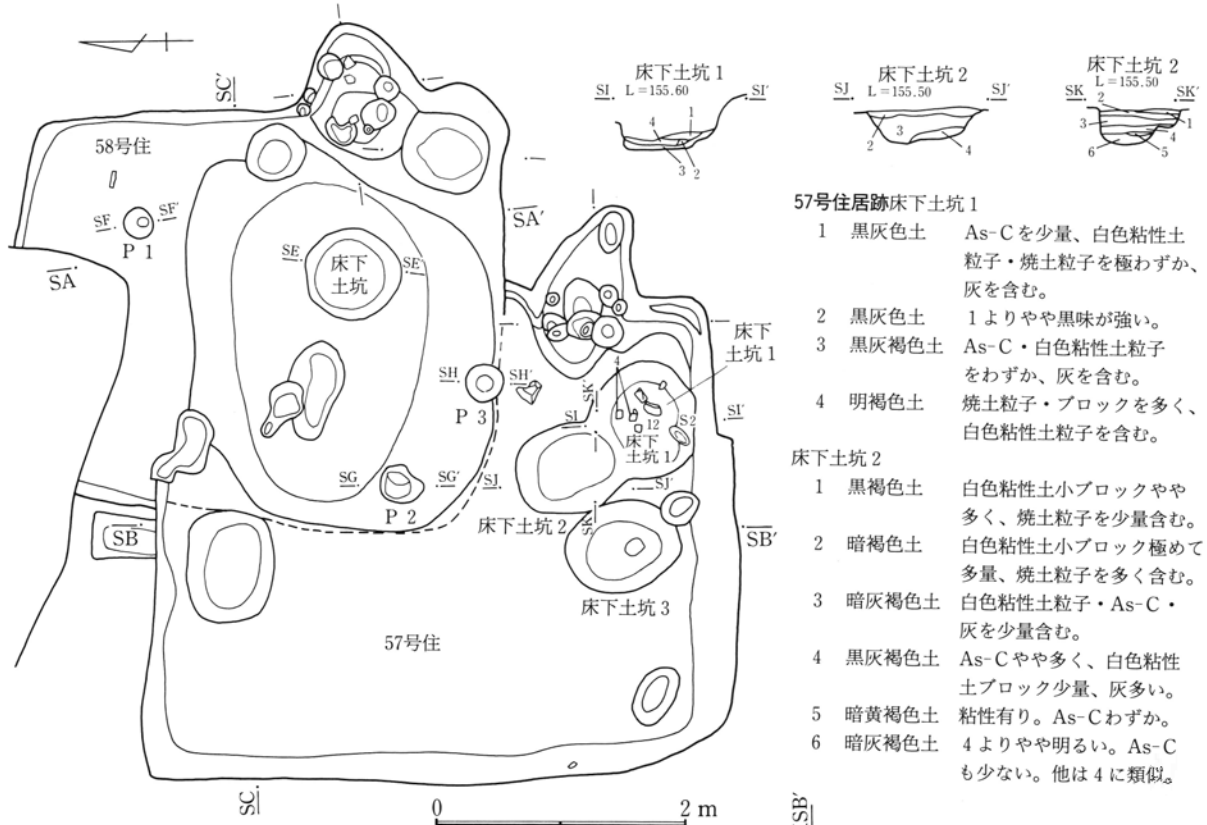 床下土坑 1
SI L=155.60 SI′
4 1
3 2
床下土坑 2
SJ L=155.50 SJ′
2 3 4
床下土坑 2
SK L=155.50 SK′
2
3 1
4
6 5
SC′
58号住
SF SF′
P 1
SA
SA′
SE SE′
床下
土坑
床下
土坑 1
SH SH′
P 3
SK′
4
12
S2
SI SI′
床下
土坑 1
SG SG′
P 2
SJ SJ′
床下土坑 2
SK
SB
SB′
床下土坑 3
57号住
SC
0 2 m
SB′
57号住居跡床下土坑 1
1 黒灰色土 As-Cを少量、白色粘性土
粒子・焼土粒子を極わずか、
灰を含む。
2 黒灰色土 1よりやや黒味が強い。
3 黒灰褐色土 As-C・白色粘性土粒子
をわずか、灰を含む。
4 明褐色土 焼土粒子・ブロックを多く、
白色粘性土粒子を含む。
床下土坑 2
1 黒褐色土 白色粘性土小ブロックやや
多く、焼土粒子を少量含む。
2 暗褐色土 白色粘性土小ブロック極めて
多量、焼土粒子を多く含む。
3 暗灰褐色土 白色粘性土粒子・As-C・
灰を少量含む。
4 黒灰褐色土 As-Cやや多く、白色粘性
土ブロック少量、灰多い。
5 暗黄褐色土 粘性有り。As-Cわずか。
6 暗灰褐色土 4よりやや明るい。As-C
も少ない。他は4に類似。